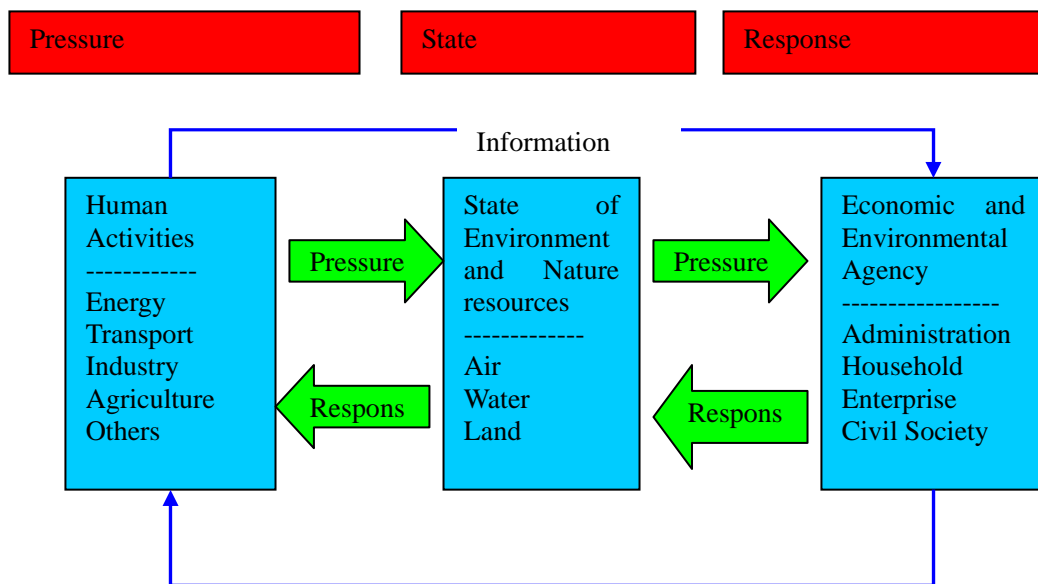 Pressure
State
Response
Information
Human
Activities
------------
Energy
Transport
Industry
Agriculture
Others
Pressure
Respons
State of
Environment
and Nature
resources
-------------
Air
Water
Land
Pressure
Respons
Economic and
Environmental
Agency
-----------------
Administration
Household
Enterprise
Civil Society